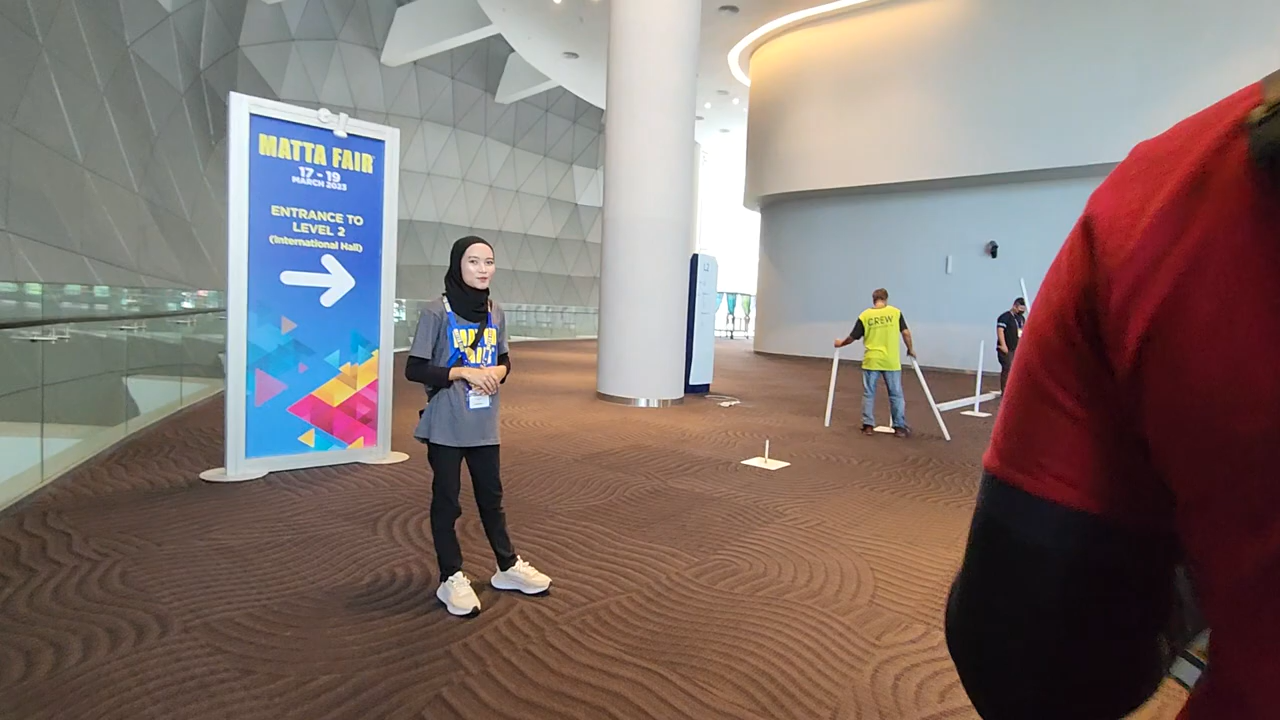 MATTA FAIR
17 - 19
MARCH 2023
ENTRANCE TO
LEVEL 2
(International Hall)
CREW